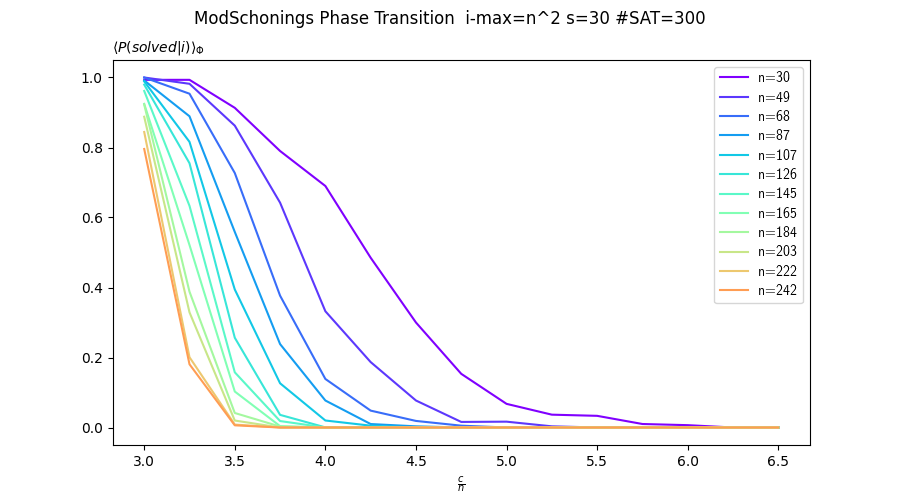 ModSchonings Phase Transition  i-max=n^2 s=30 #SAT=300
⟨P(solved|i)⟩Φ
1.0
0.8
0.6
0.4
0.2
0.0
3.0 3.5 4.0 4.5 5.0 5.5 6.0 6.5
c/n
n=30
n=49
n=68
n=87
n=107
n=126
n=145
n=165
n=184
n=203
n=222
n=242